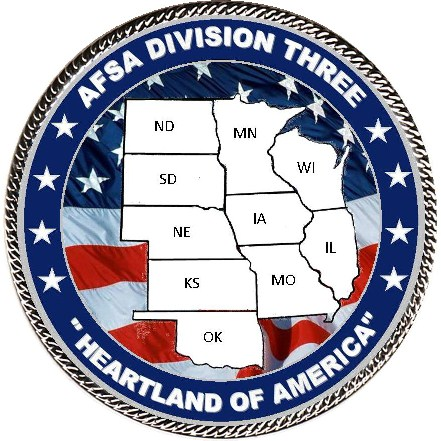 AFSA DIVISION THREE
ND
MN
WI
SD
NE
IA
IL
KS
MO
OK
"HEARTLAND OF AMERICA"